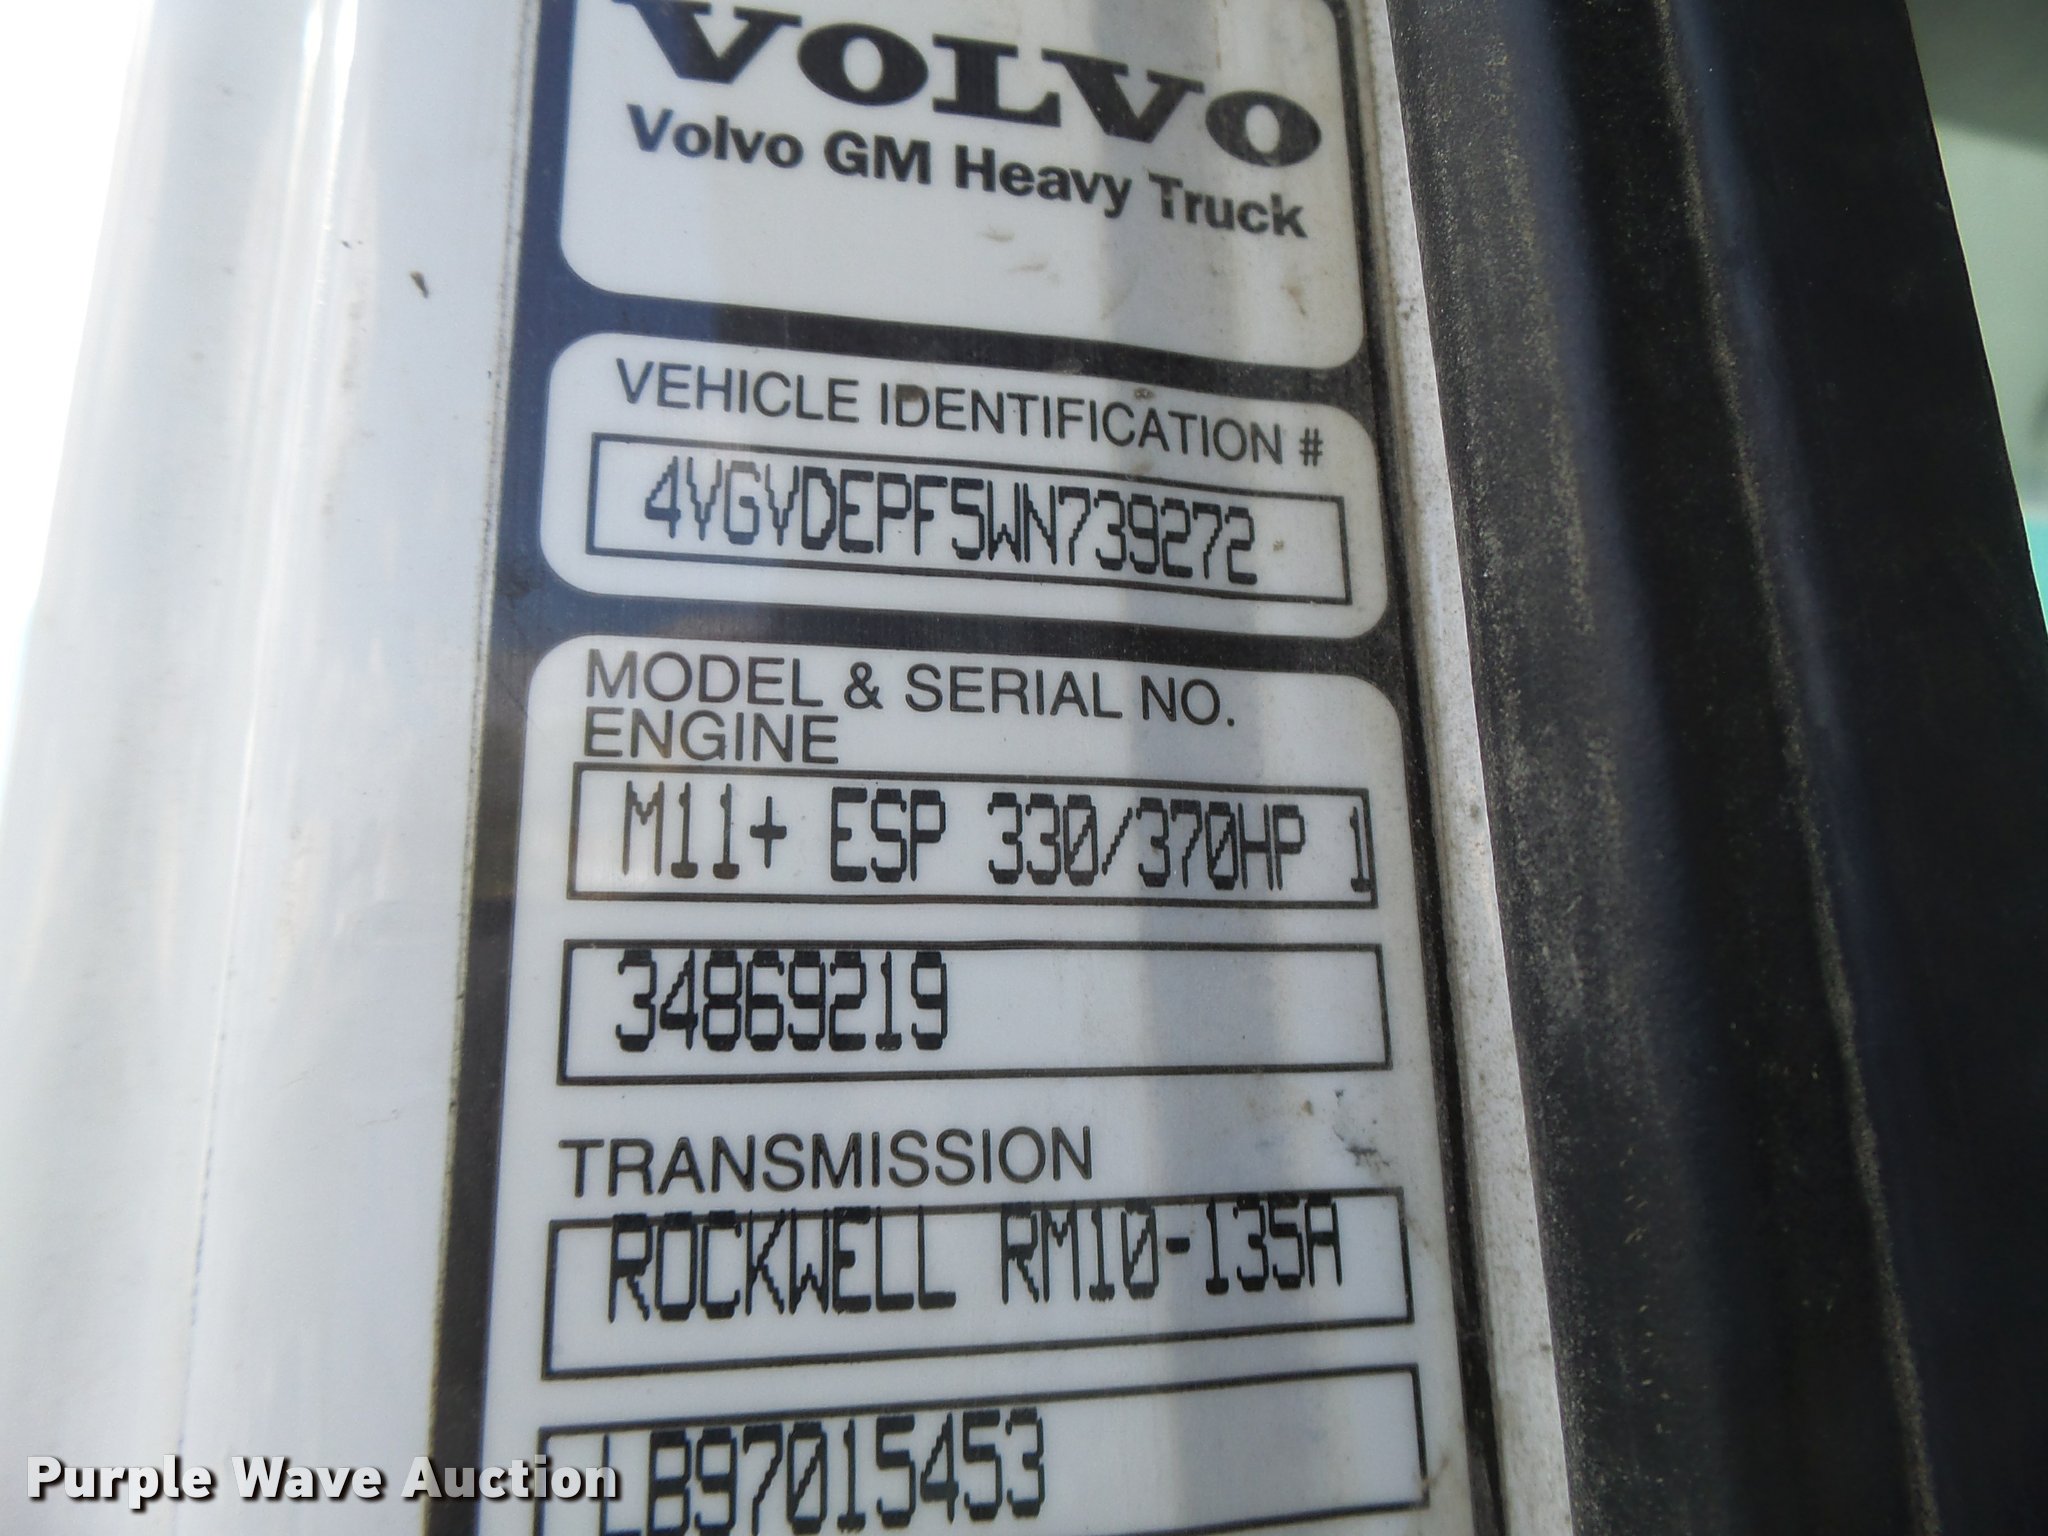 VOLVO
Volvo GM Heavy Truck
VEHICLE IDENTIFICATION #
4VGVDEPF5WN739272
MODEL & SERIAL NO.
ENGINE
M11+ ESP 330/370HP 1
34869219
TRANSMISSION
ROCKWELL RM10-135A
LB97015453
Purple Wave Auction